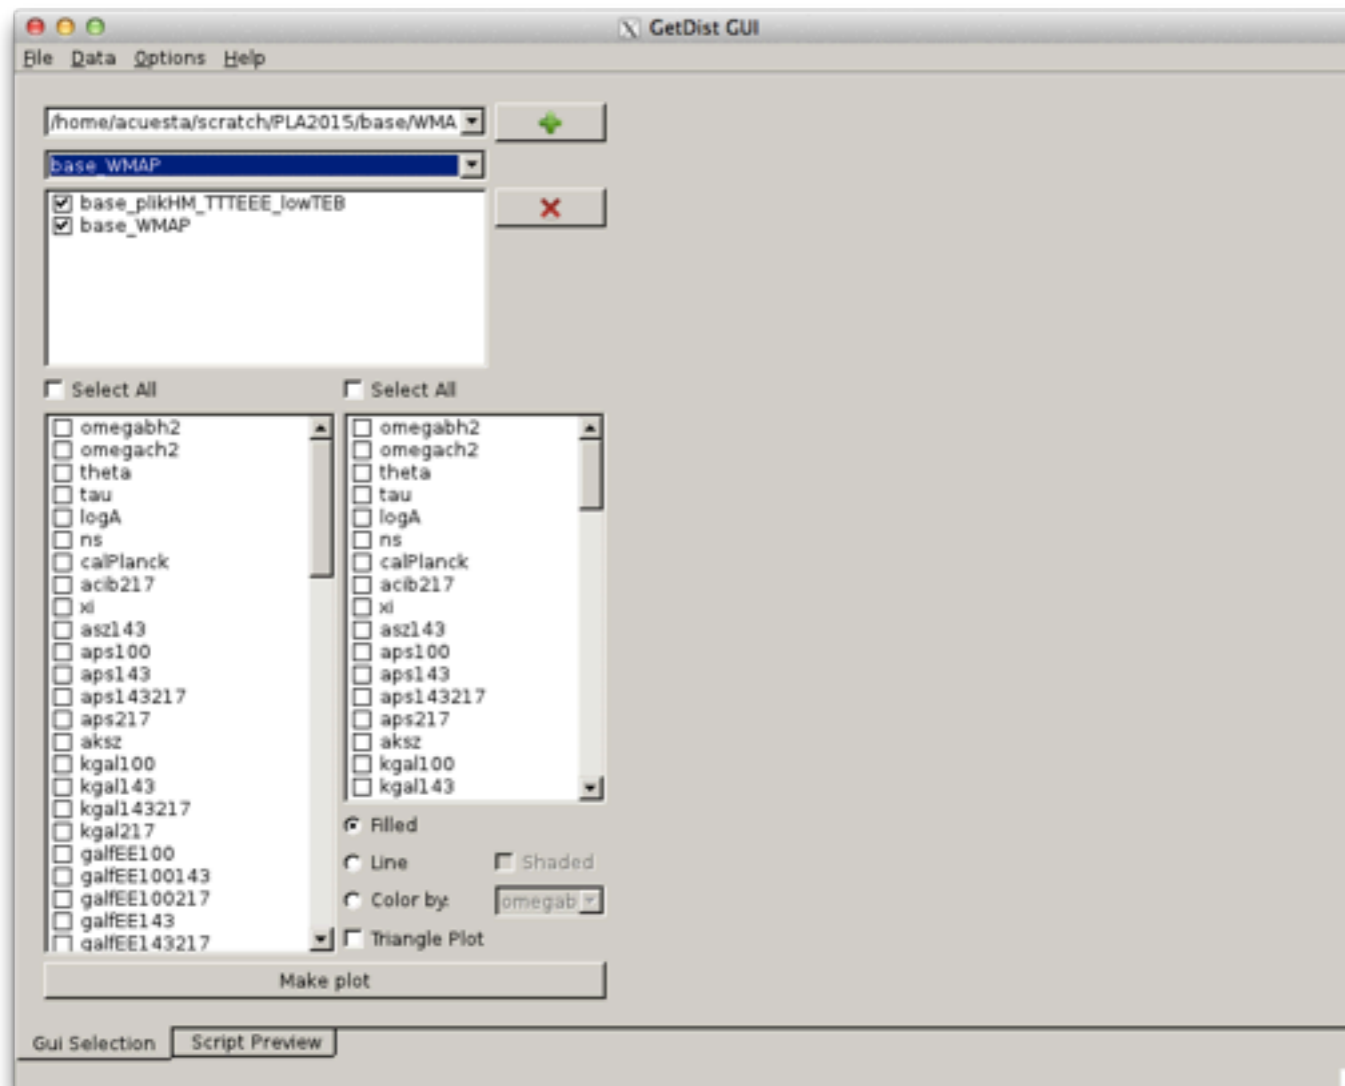 GetDist GUI
File Data Options Help
/home/acuesta/scratch/PLA2015/base/WMA
base_WMAP
base_plikHM_TTTEEE_lowTEB
base_WMAP
Select All
Select All
omegabh2
omegach2
theta
tau
logA
ns
calPlanck
acib217
xi
asz143
aps100
aps143
aps143217
aps217
aksz
kgal100
kgal143
kgal143217
kgal217
galfEE100
galfEE100143
galfEE100217
galfEE143
galfEE143217
omegabh2
omegach2
theta
tau
logA
ns
calPlanck
acib217
xi
asz143
aps100
aps143
aps143217
aps217
aksz
kgal100
kgal143
Filled
Line
Shaded
Color by:
omegab
Triangle Plot
Make plot
Gui Selection
Script Preview